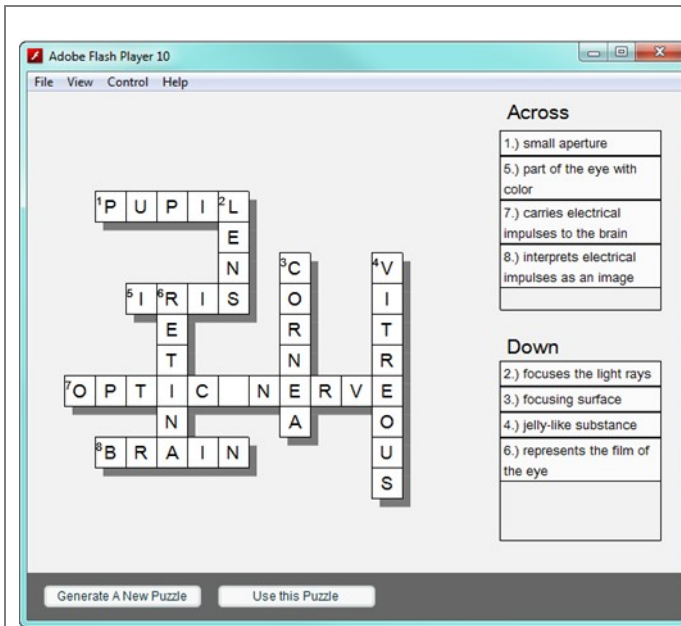 Adobe Flash Player 10
File View Control Help
Across
1.) small aperture
5.) part of the eye with
color
7.) carries electrical
impulses to the brain
8.) interprets electrical
impulses as an image
1 P U P I 2 L
E
N 3 C 4 V
5 I 6 R I S O I
E R T
T N R
7 O P T I C N E R V E
N A O
8 B R A I N U
S
Down
2.) focuses the light rays
3.) focusing surface
4.) jelly-like substance
6.) represents the film of
the eye
Generate A New Puzzle
Use this Puzzle